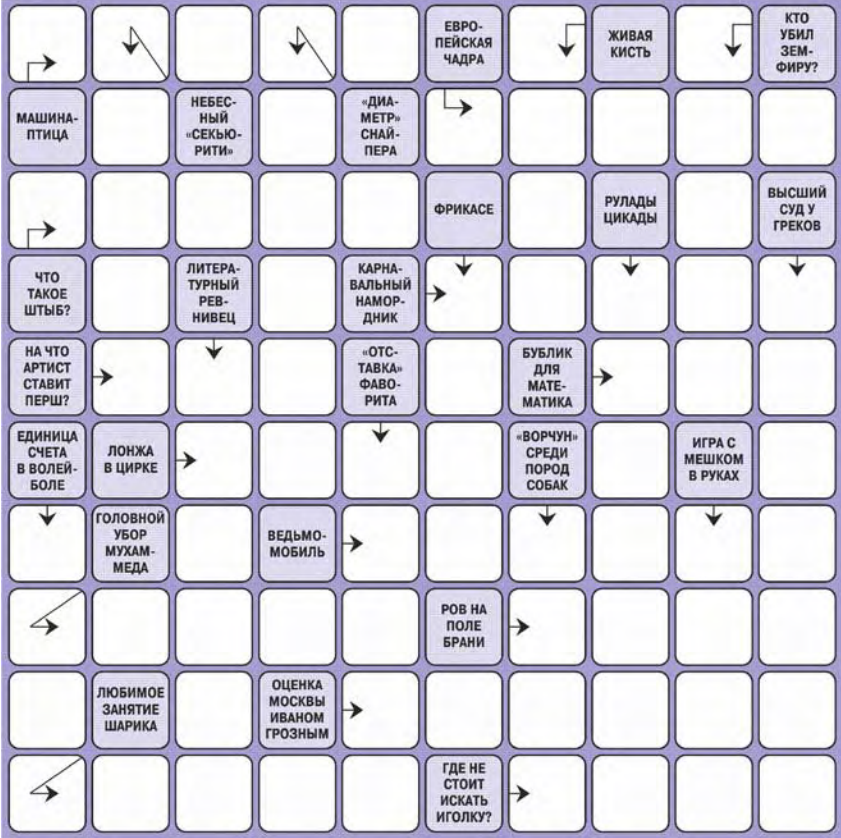 ЕВРО-
ПЕЙСКАЯ
ЧАДРА
ЖИВАЯ
КИСТЬ
КТО
УБИЛ
ЗЕМ-
ФИРУ?
МАШИНА-
ПТИЦА
НЕБЕС-
НЫЙ
«СЕКЬЮ-
РИТИ»
«ДИА-
МЕТР»
СНАЙ-
ПЕРА
ФРИКАСЕ
РУЛАДЫ
ЦИКАДЫ
ВЫСШИЙ
СУД У
ГРЕКОВ
ЧТО
ТАКОЕ
ШТЫБ?
ЛИТЕРА-
ТУРНЫЙ
РЕВ-
НИВЕЦ
КАРНА-
ВАЛЬНЫЙ
НАМОР-
ДНИК
НА ЧТО
АРТИСТ
СТАВИТ
ПЕРШ?
«ОТС-
ТАВКА»
ФАВО-
РИТА
БУБЛИК
ДЛЯ
МАТЕ-
МАТИКА
ЕДИНИЦА
СЧЕТА
В ВОЛЕЙ-
БОЛЕ
ЛОНЖА
В ЦИРКЕ
«ВОРЧУН»
СРЕДИ
ПОРОД
СОБАК
ИГРА С
МЕШКОМ
В РУКАХ
ГОЛОВНОЙ
УБОР
МУХАМ-
МЕДА
ВЕДЬМО-
МОБИЛЬ
РОВ НА
ПОЛЕ
БРАНИ
ЛЮБИМОЕ
ЗАНЯТИЕ
ШАРИКА
ОЦЕНКА
МОСКВЫ
ИВАНОМ
ГРОЗНЫМ
ГДЕ НЕ
СТОИТ
ИСКАТЬ
ИГОЛКУ?